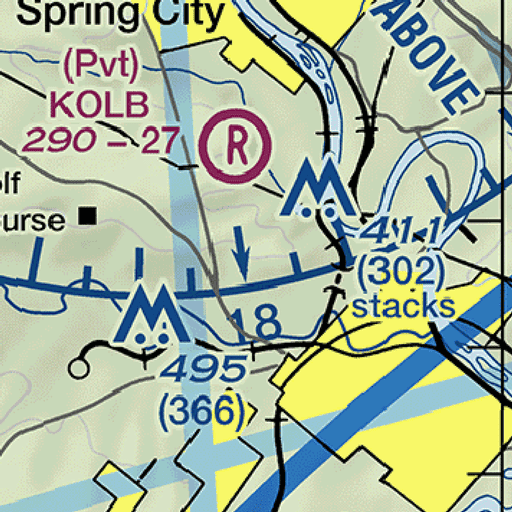 Spring City
ABOVE
(Pvt)
KOLB
290 – 27
R
olf
ourse
411
(302)
stacks
18
495
(366)